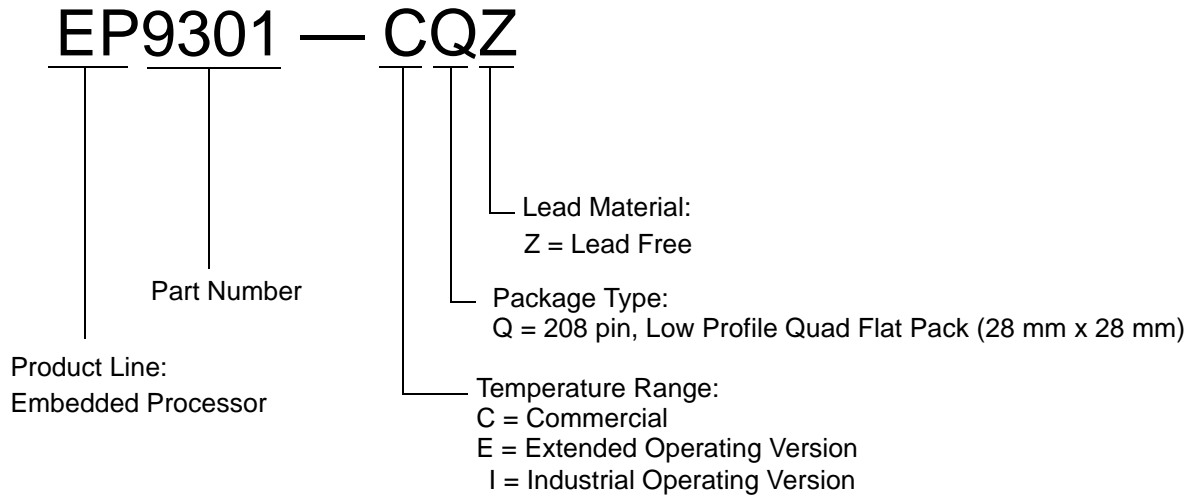 EP9301 — CQZ
Lead Material:
Z = Lead Free
Part Number
Package Type:
Q = 208 pin, Low Profile Quad Flat Pack (28 mm x 28 mm)
Product Line:
Embedded Processor
Temperature Range:
C = Commercial
E = Extended Operating Version
I = Industrial Operating Version